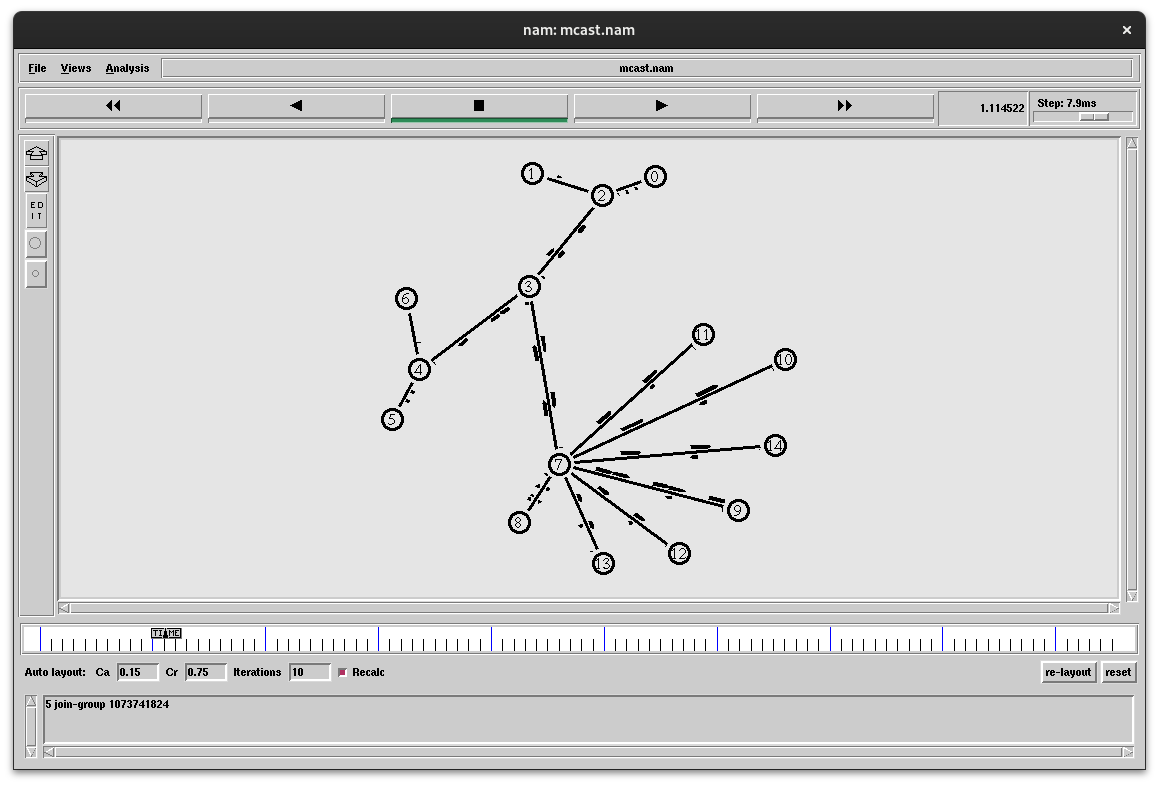 nam: mcast.nam
File Views Analysis mcast.nam
1.114522 Step: 7.9ms
ED
IT
1 0
2
3
6
11
10
4
5
14
7
9
8
12
13
TIME
Auto layout: Ca 0.15 Cr 0.75 Iterations 10 Recalc re-layout reset
5 join-group 1073741824